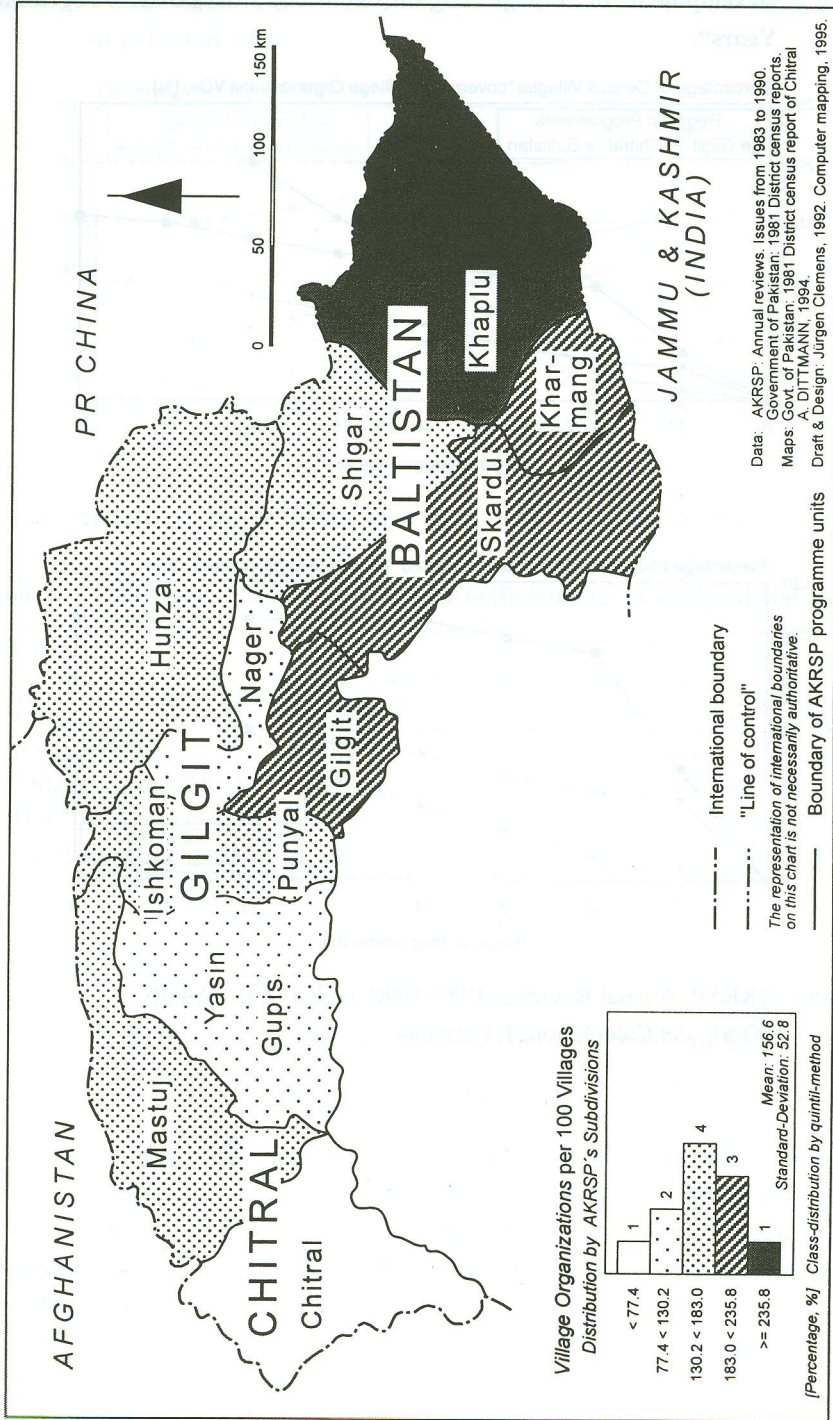 AFGHANISTAN
PR CHINA
Mastuj
CHITRAL
Chitral
Yasin
Gupis
Ishkoman
GILGIT
Punyal
Hunza
Nager
Gilgit
Shigar
BALTISTAN
Skardu
Khaplu
Khar-
mang
0 50 100 150 km
JAMMU & KASHMIR
(INDIA)
Village Organizations per 100 Villages
Distribution by AKRSP's Subdivisions
< 77.4 1
77.4 < 130.2 2
130.2 < 183.0 4
183.0 < 235.8 3
>= 235.8 1
Mean: 156.6
Standard-Deviation: 52.8
[Percentage, %] Class-distribution by quintil-method
International boundary
"Line of control"
The representation of international boundaries
on this chart is not necessarily authoritative.
Boundary of AKRSP programme units
Data: AKRSP: Annual reviews. Issues from 1983 to 1990.
Government of Pakistan: 1981 District census reports.
Maps: Govt. of Pakistan: 1981 District census report of Chitral
A. DITTMANN, 1994.
Draft & Design: Jürgen Clemens, 1992. Computer mapping, 1995.